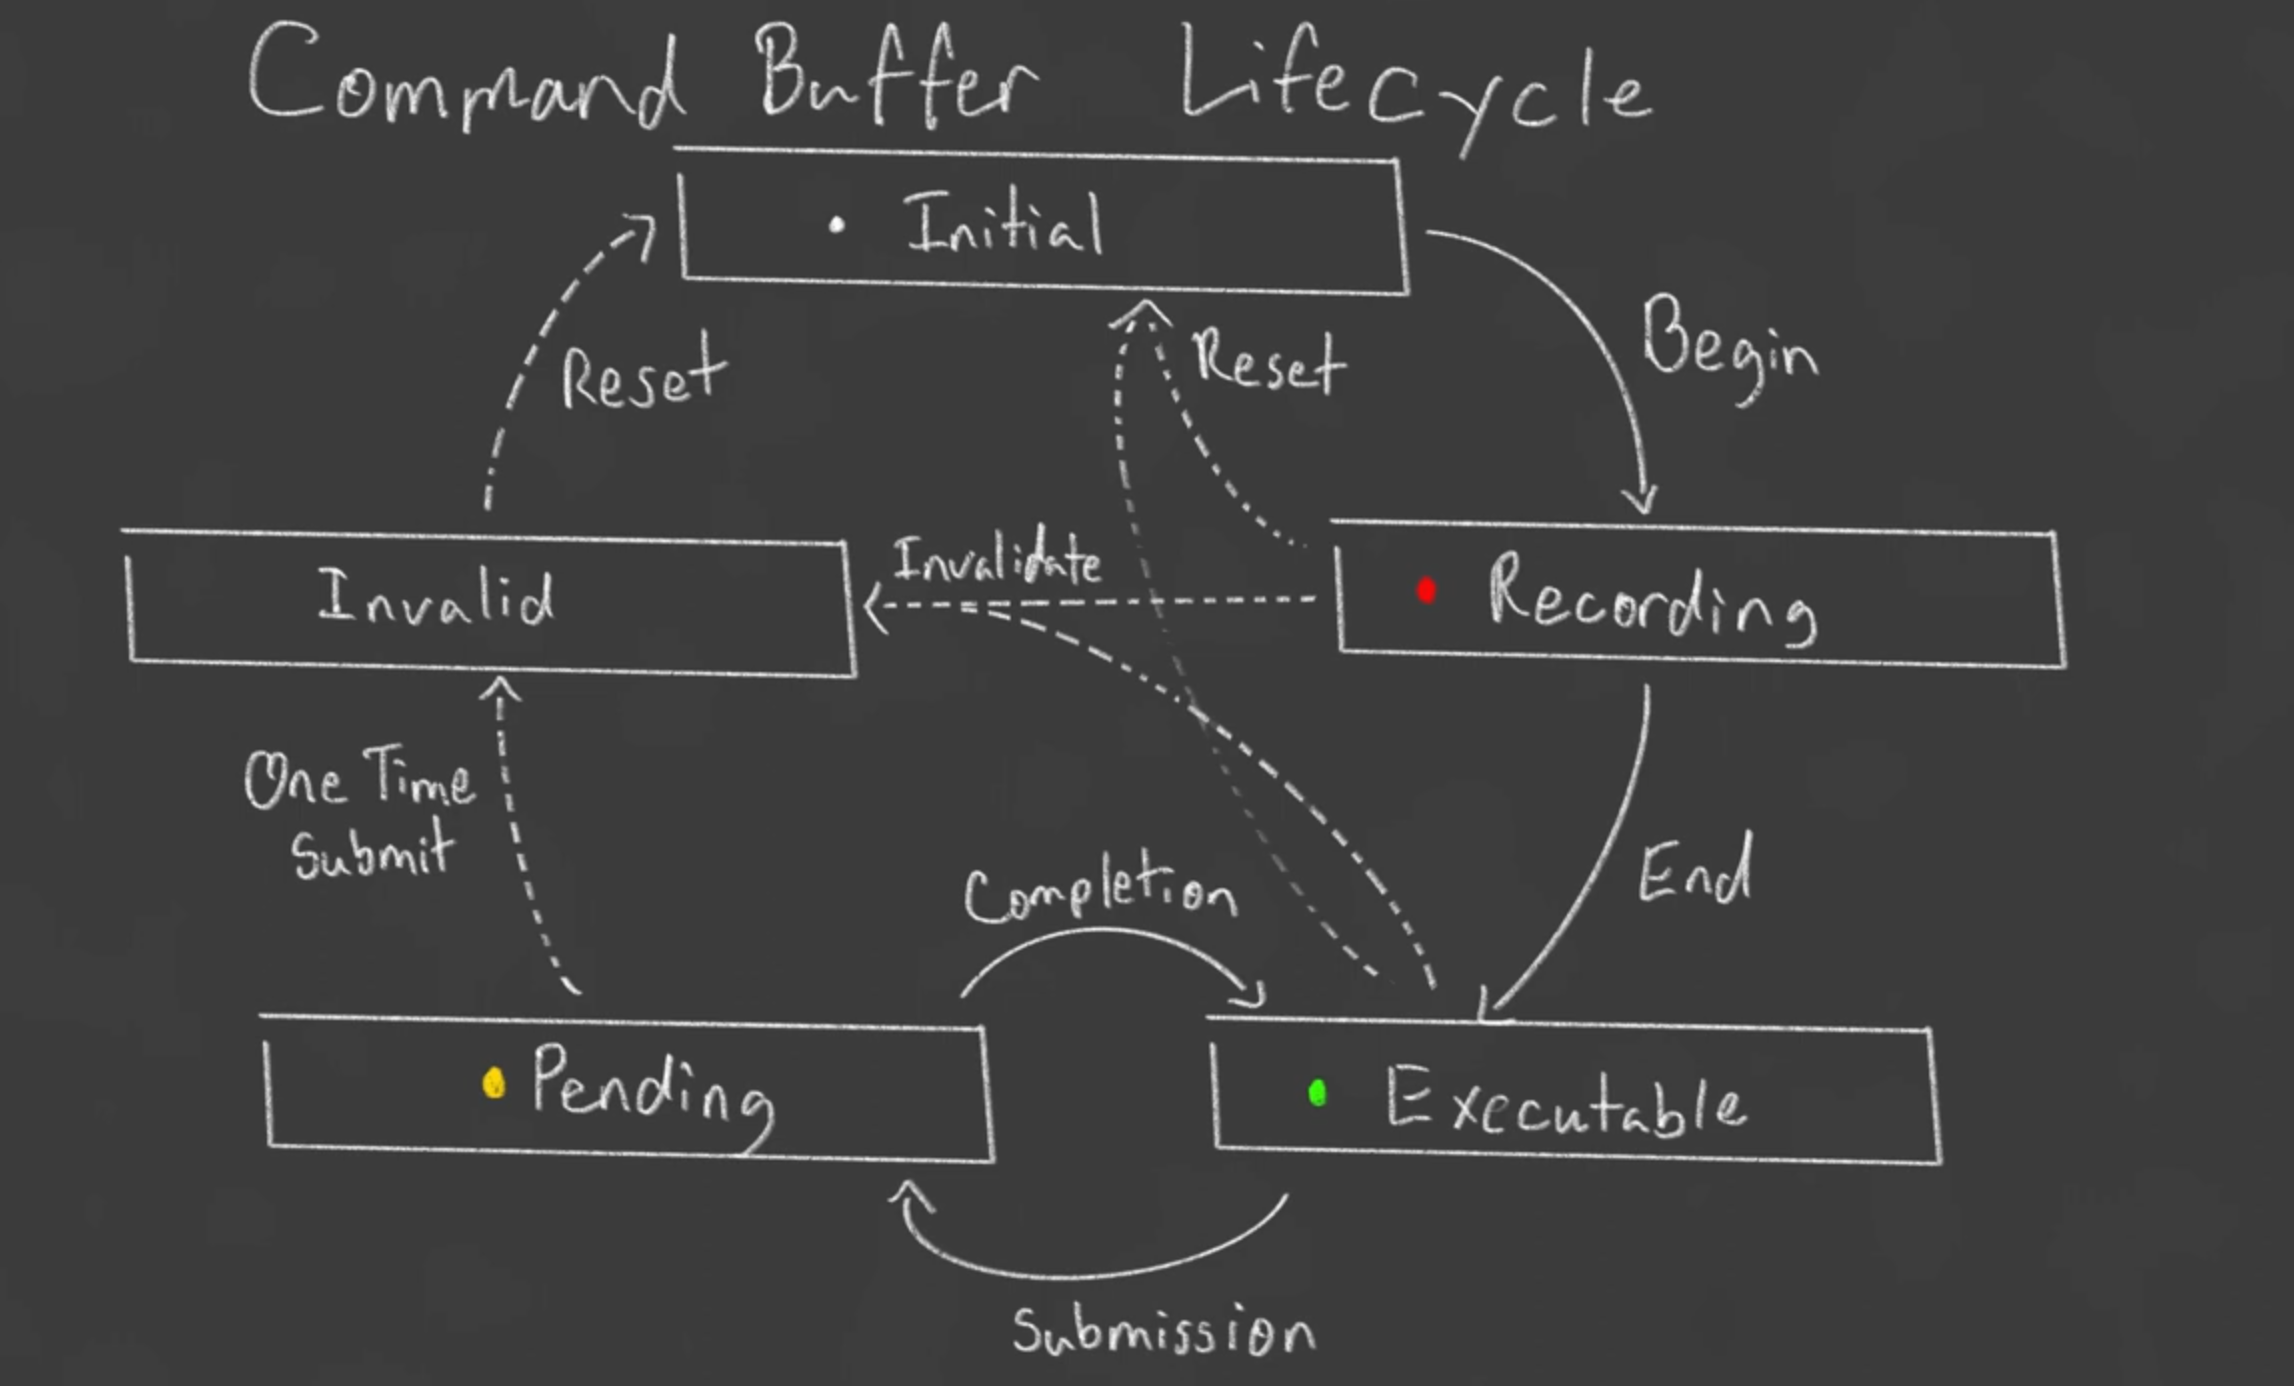 Command Buffer Lifecycle
Initial
Begin
Reset
Reset
Invalidate
Invalid
Recording
One Time
Submit
Completion
End
Pending
Executable
Submission